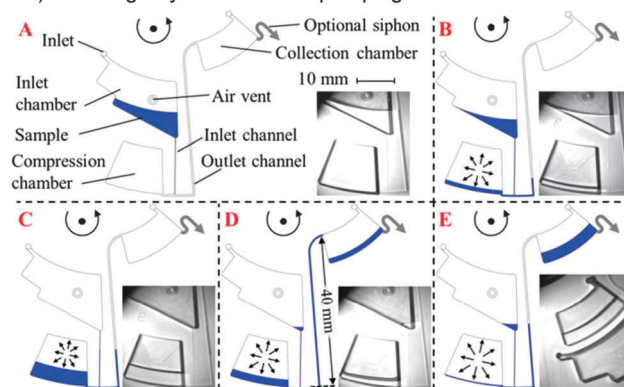 A
Inlet
Optional siphon
Collection chamber
10 mm
Inlet
chamber
Air vent
Sample
Inlet channel
Compression
chamber
Outlet channel
B
C
D
40 mm
E